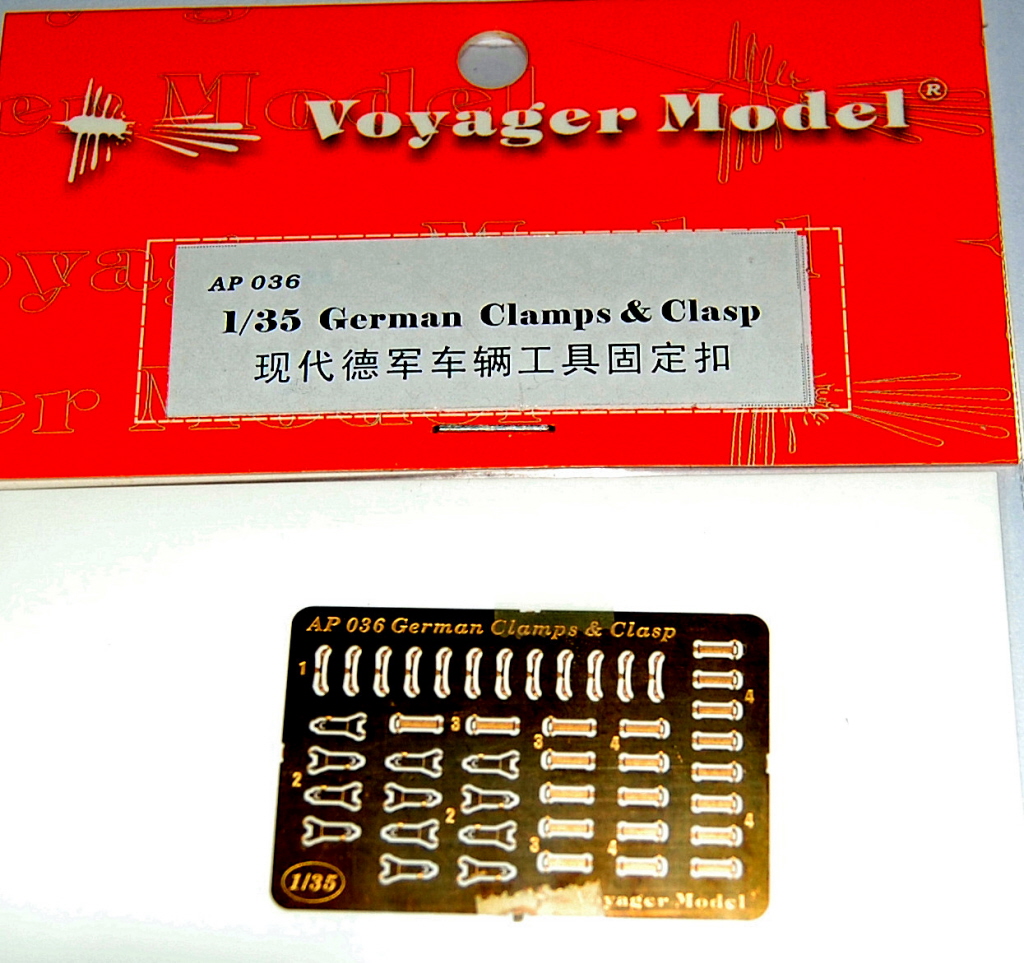 Voyager Model®
AP 036
1/35 German Clamps & Clasp
现代德军车辆工具固定扣
AP 036 German Clamps & Clasp
1
4
3
3
4
2
2
4
3
4
1/35
yager Model